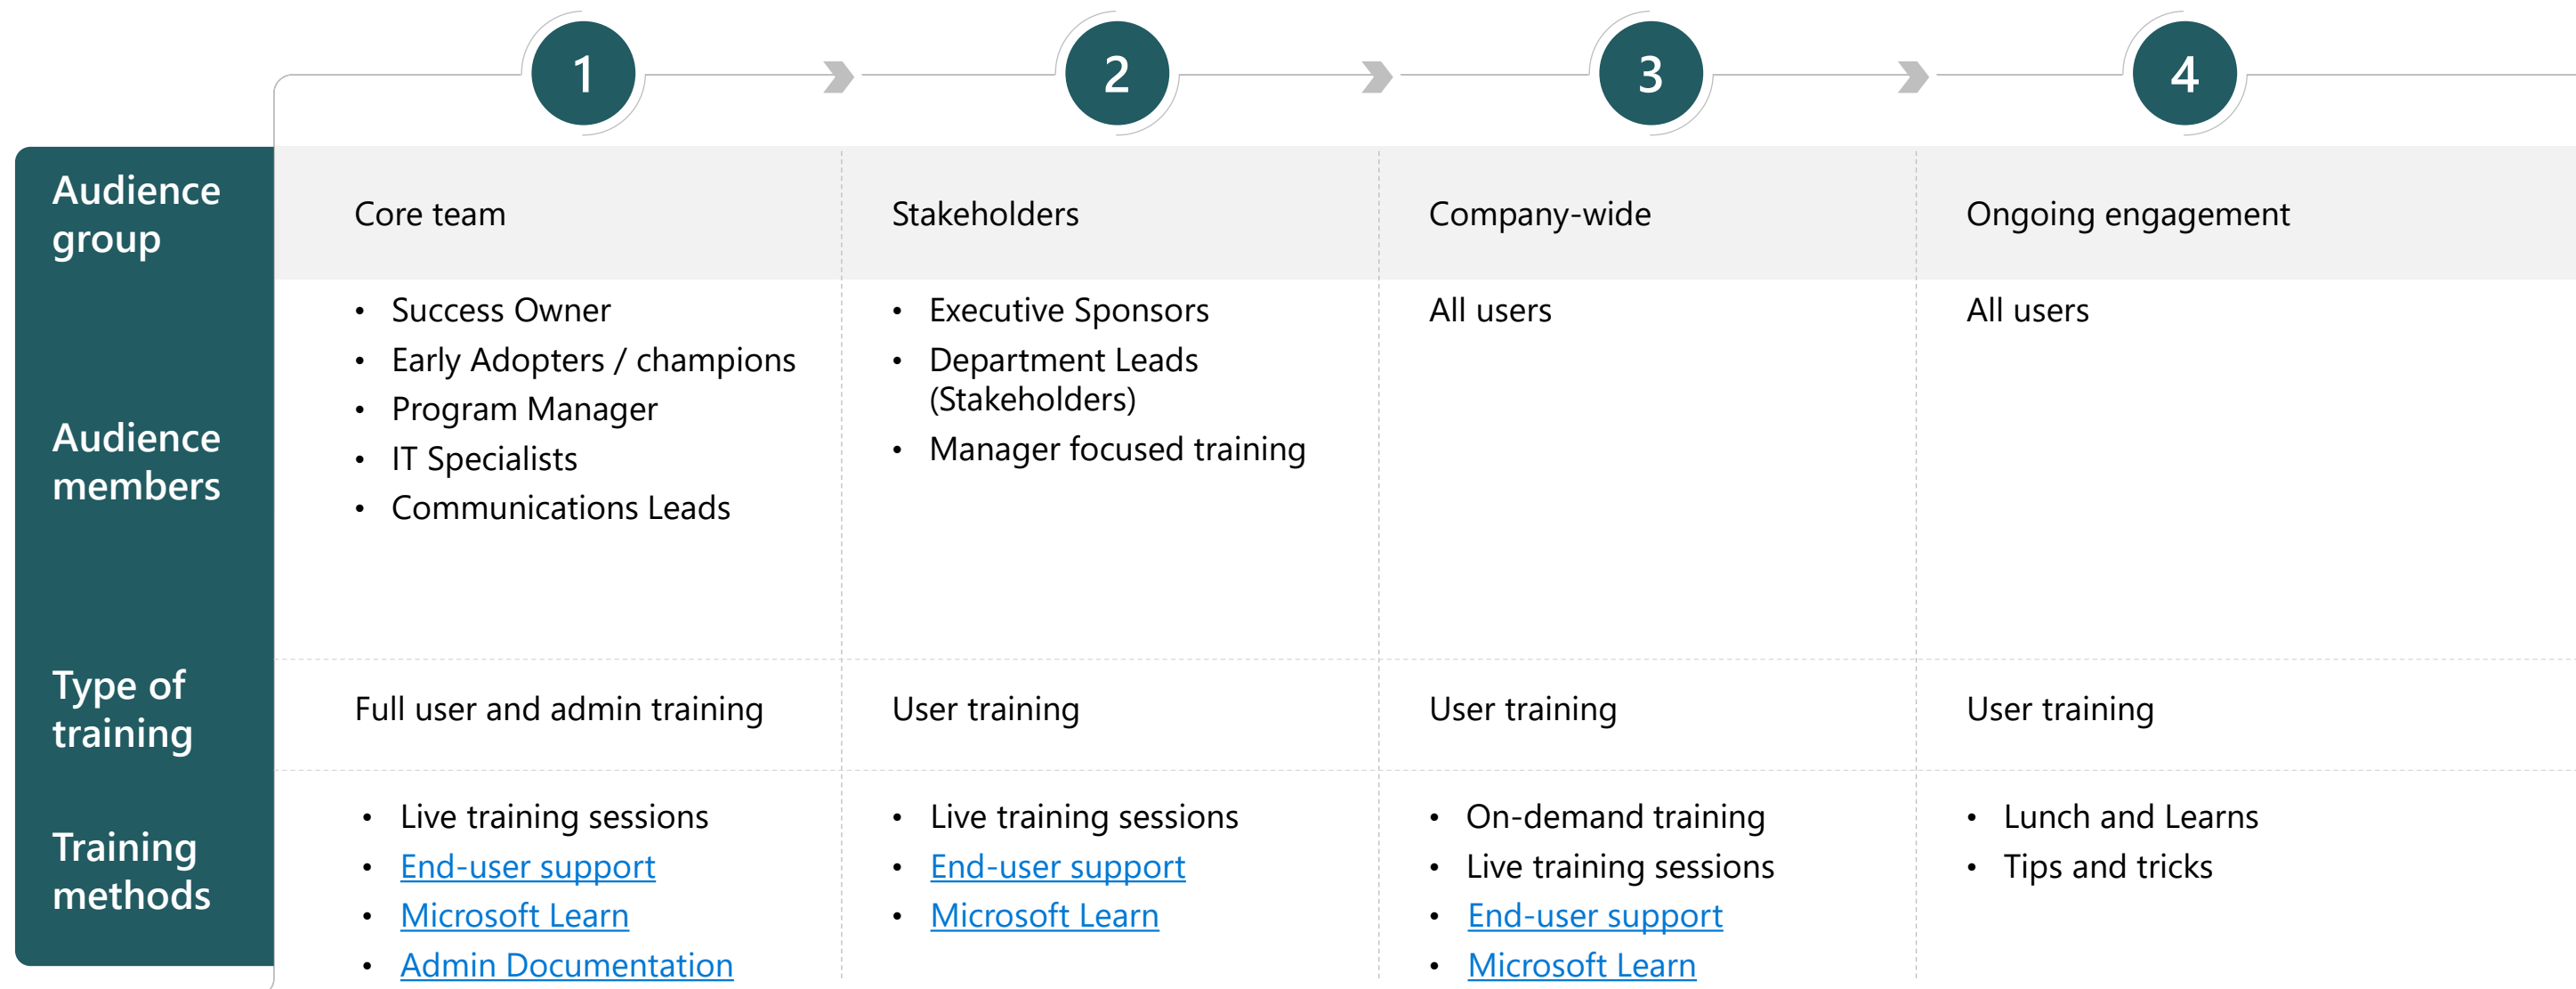 1
2
3
4
Audience
group
Core team
Stakeholders
Company-wide
Ongoing engagement
Audience
members
• Success Owner
• Early Adopters / champions
• Program Manager
• IT Specialists
• Communications Leads
• Executive Sponsors
• Department Leads
(Stakeholders)
• Manager focused training
All users
All users
Type of
training
Full user and admin training
User training
User training
User training
Training
methods
• Live training sessions
• End-user support
• Microsoft Learn
• Admin Documentation
• Live training sessions
• End-user support
• Microsoft Learn
• On-demand training
• Live training sessions
• End-user support
• Microsoft Learn
• Lunch and Learns
• Tips and tricks